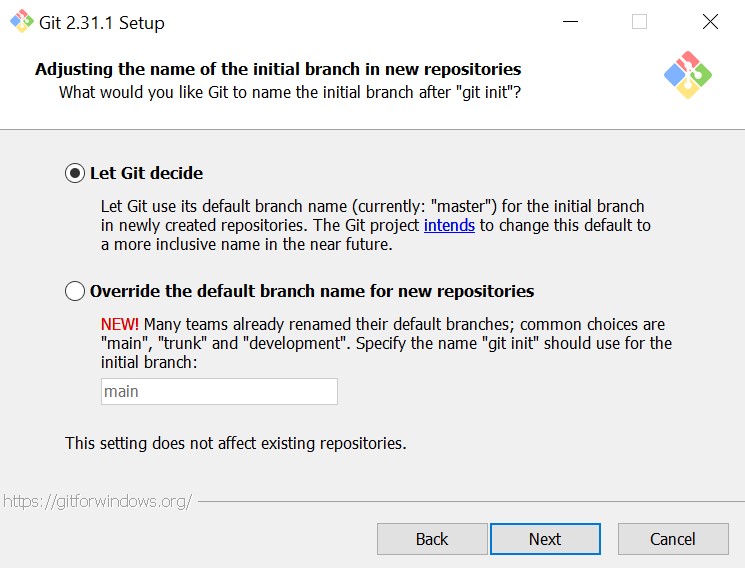 Git 2.31.1 Setup
Adjusting the name of the initial branch in new repositories
What would you like Git to name the initial branch after "git init"?
Let Git decide
Let Git use its default branch name (currently: "master") for the initial branch
in newly created repositories. The Git project intends to change this default to
a more inclusive name in the near future.
Override the default branch name for new repositories
NEW! Many teams already renamed their default branches; common choices are
"main", "trunk" and "development". Specify the name "git init" should use for the
initial branch:
main
This setting does not affect existing repositories.
https://gitforwindows.org/
Back
Next
Cancel